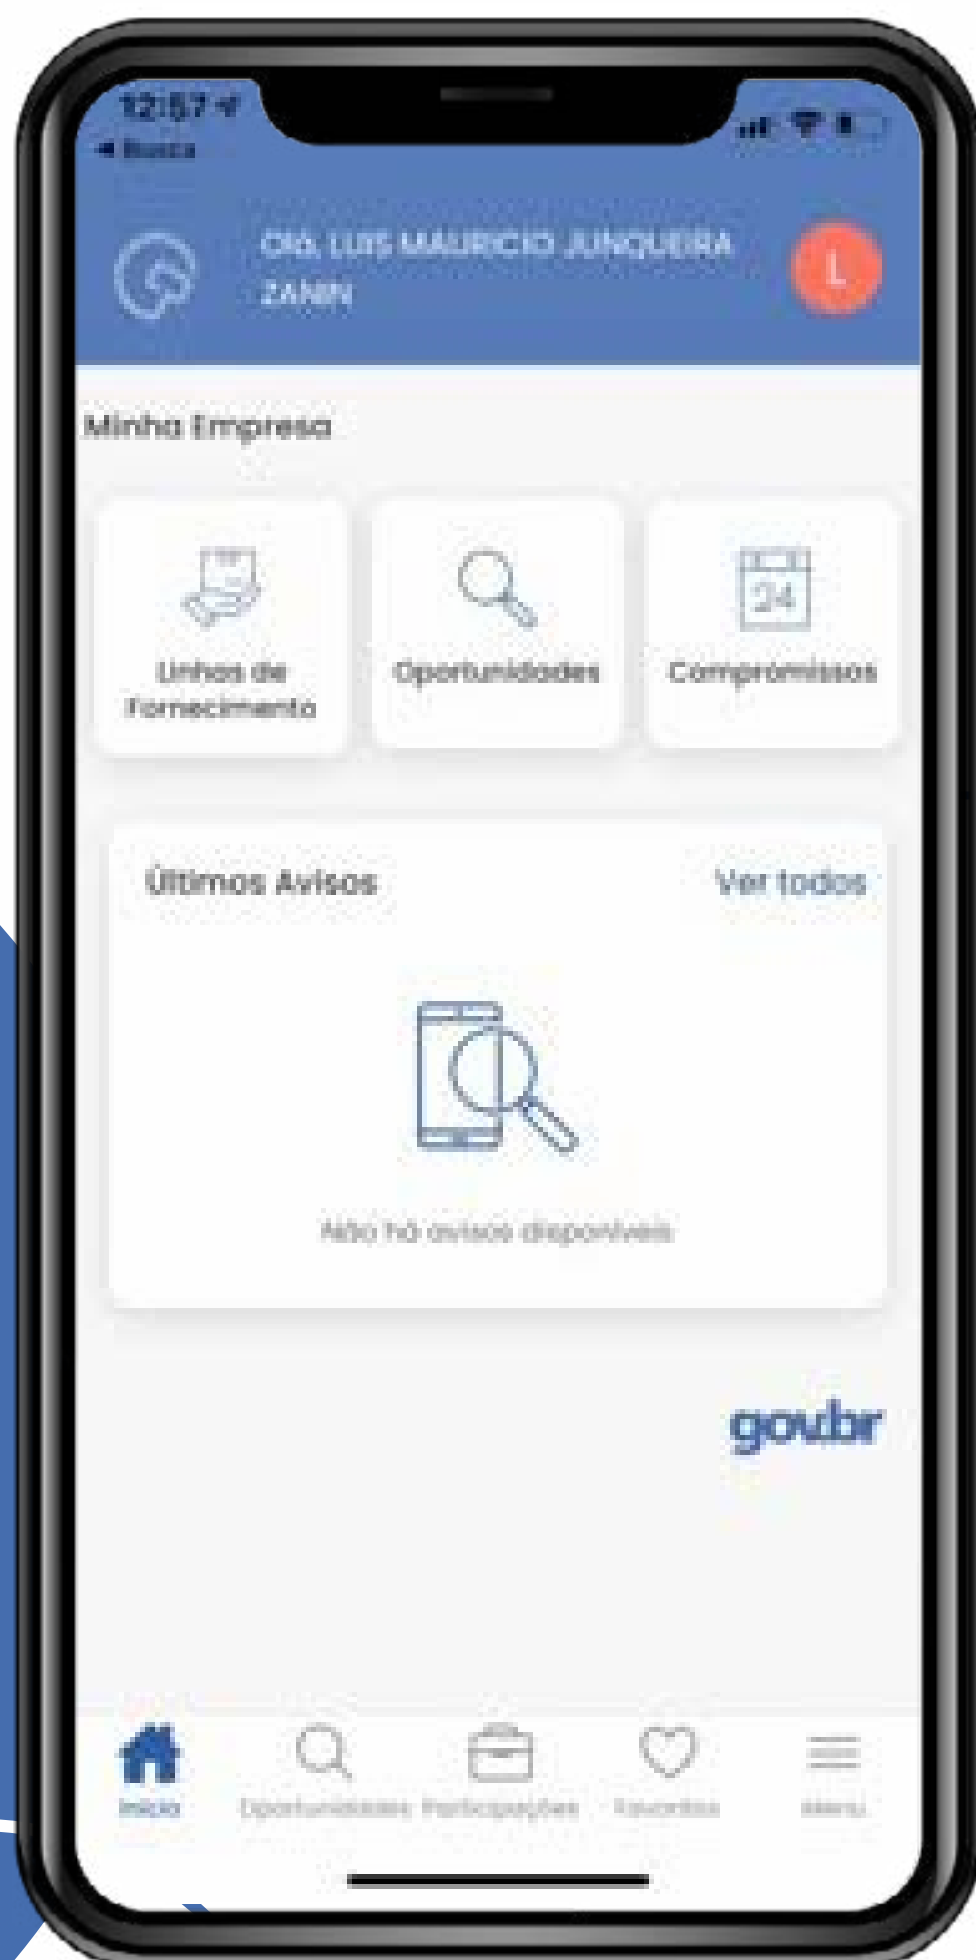 12:57
Busca
Olá, LUIS MAURICIO JUNQUEIRA
ZANIN
L
Minha Empresa
24
Linhas de
Fornecimento
Oportunidades
Compromissos
Últimos Avisos
Ver todos
Não há avisos disponíveis
gov.br
Início
Oportunidades
Participações
Favoritos
Menu